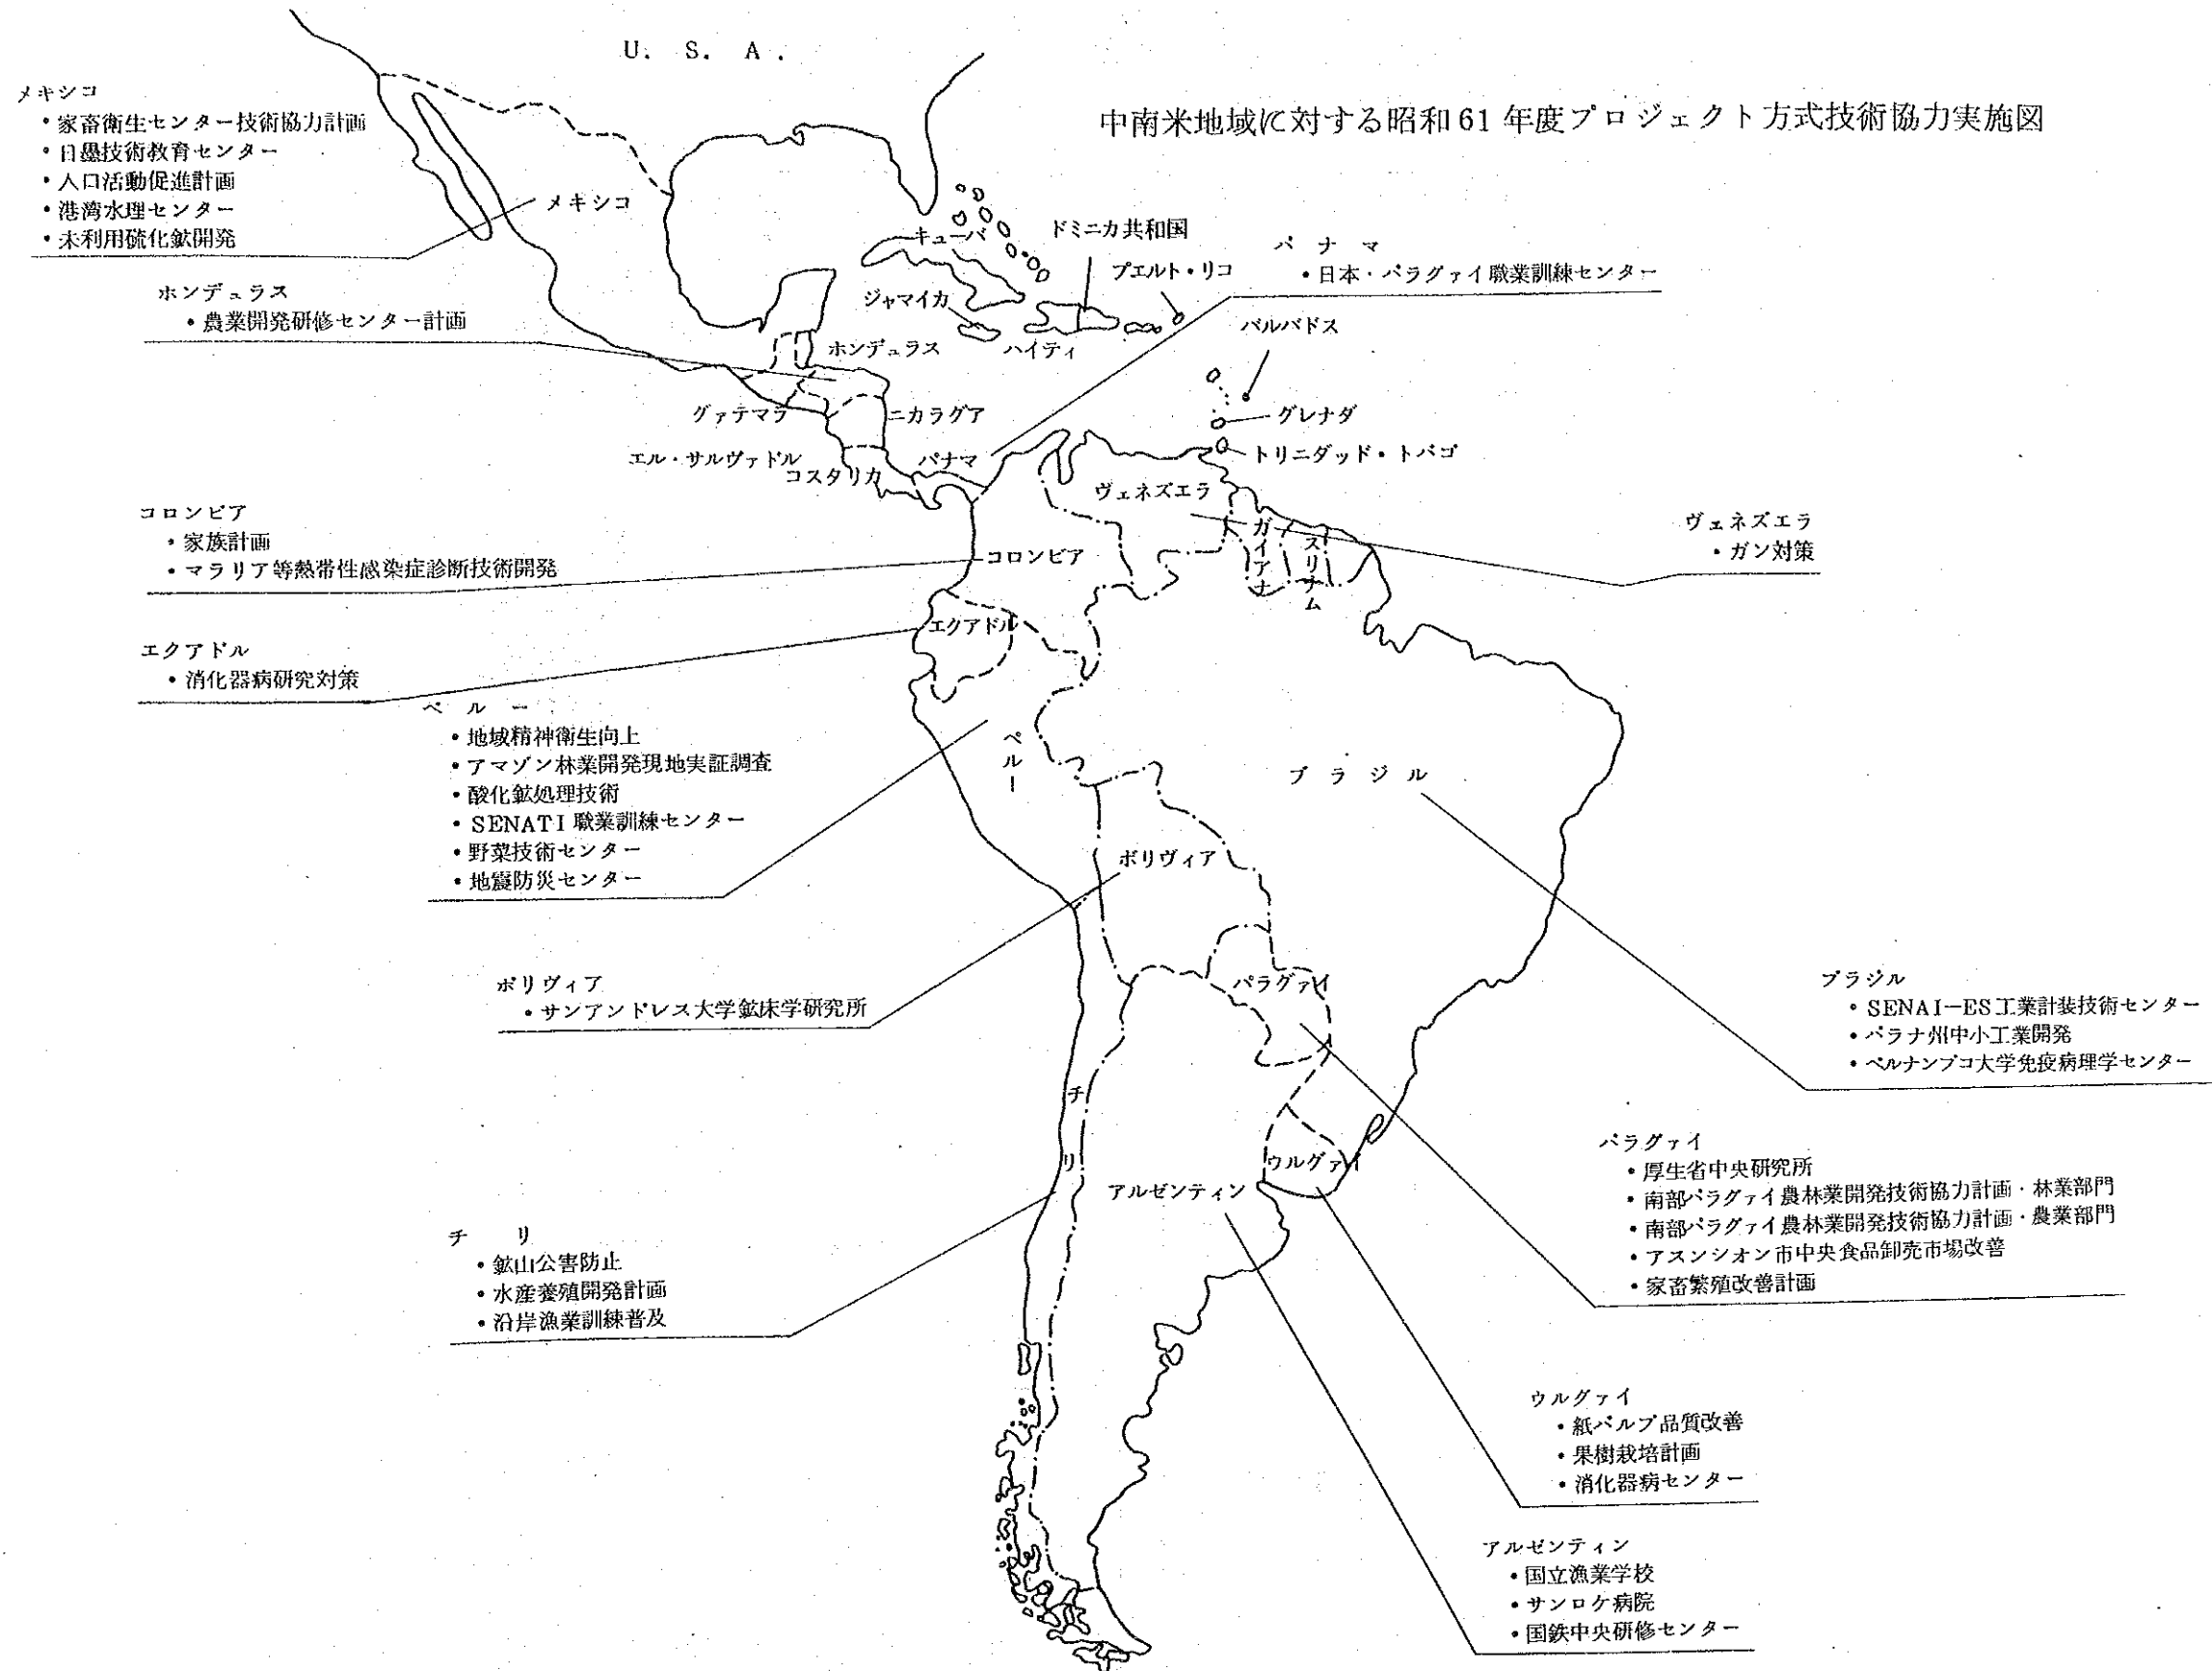 U. S. A.
中南米地域に対する昭和61年度プロジェクト方式技術協力実施図
メキシコ
・家畜衛生センター技術協力計画
・日墨技術教育センター
・人口活動促進計画
・港湾水理センター
・未利用硫化鉱開発
メキシコ
キューバ
ドミニカ共和国
プエルト・リコ
ジャマイカ
ハイティ
パナマ
・日本・パラグァイ職業訓練センター
バルバドス
ホンデュラス
・農業開発研修センター計画
ホンデュラス
グァテマラ
ニカラグア
グレナダ
エル・サルヴァドル
コスタリカ
パナマ
トリニダッド・トバゴ
ヴェネズエラ
ガイアナ
スリナム
コロンビア
・家族計画
・マラリア等熱帯性感染症診断技術開発
コロンビア
ヴェネズエラ
・ガン対策
エクアドル
・消化器病研究対策
エクアドル
ペルー
・地域精神衛生向上
・アマゾン林業開発現地実証調査
・酸化鉱処理技術
・SENATI職業訓練センター
・野菜技術センター
・地震防災センター
ペルー
ブラジル
ボリヴィア
ボリヴィア
・サンアンドレス大学鉱床学研究所
パラグァイ
ブラジル
・SENAI-ES工業計装技術センター
・パラナ州中小工業開発
・ペルナンブコ大学免疫病理学センター
チリ
ウルグァイ
アルゼンティン
パラグァイ
・厚生省中央研究所
・南部パラグァイ農林業開発技術協力計画・林業部門
・南部パラグァイ農林業開発技術協力計画・農業部門
・アスンシオン市中央食品卸売市場改善
・家畜繁殖改善計画
チリ
・鉱山公害防止
・水産養殖開発計画
・沿岸漁業訓練普及
ウルグァイ
・紙パルプ品質改善
・果樹栽培計画
・消化器病センター
アルゼンティン
・国立漁業学校
・サンロケ病院
・国鉄中央研修センター